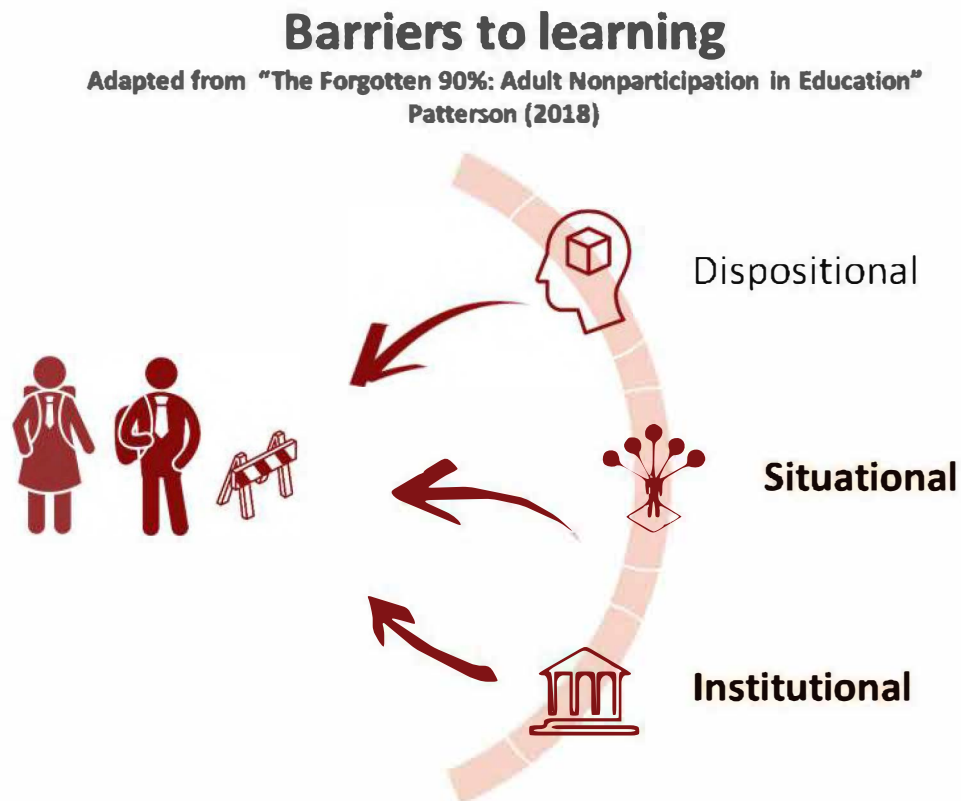 Barriers to learning
Adapted from "The Forgotten 90%: Adult Nonparticipation in Education"
Patterson (2018)
Dispositional
Situational
Institutional